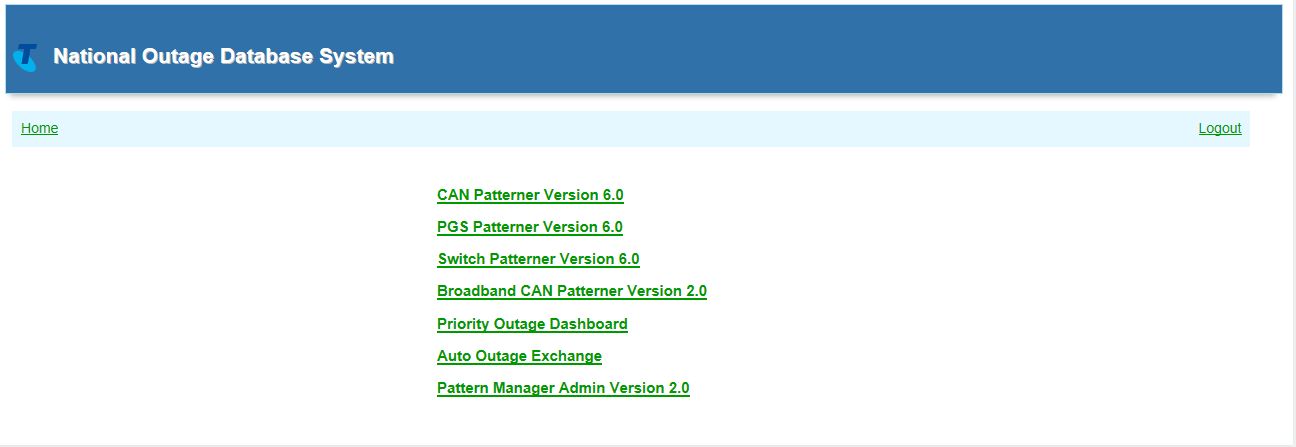 T National Outage Database System
Home Logout
CAN Patterner Version 6.0
PGS Patterner Version 6.0
Switch Patterner Version 6.0
Broadband CAN Patterner Version 2.0
Priority Outage Dashboard
Auto Outage Exchange
Pattern Manager Admin Version 2.0